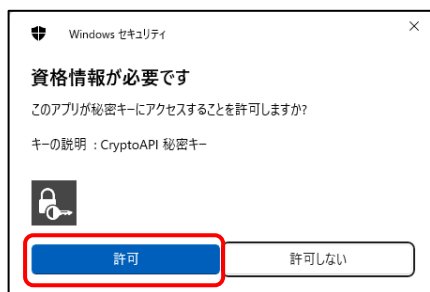 Windows セキュリティ
資格情報が必要です
このアプリが秘密キーにアクセスすることを許可しますか?
キーの説明 : CryptoAPI 秘密キー
許可
許可しない